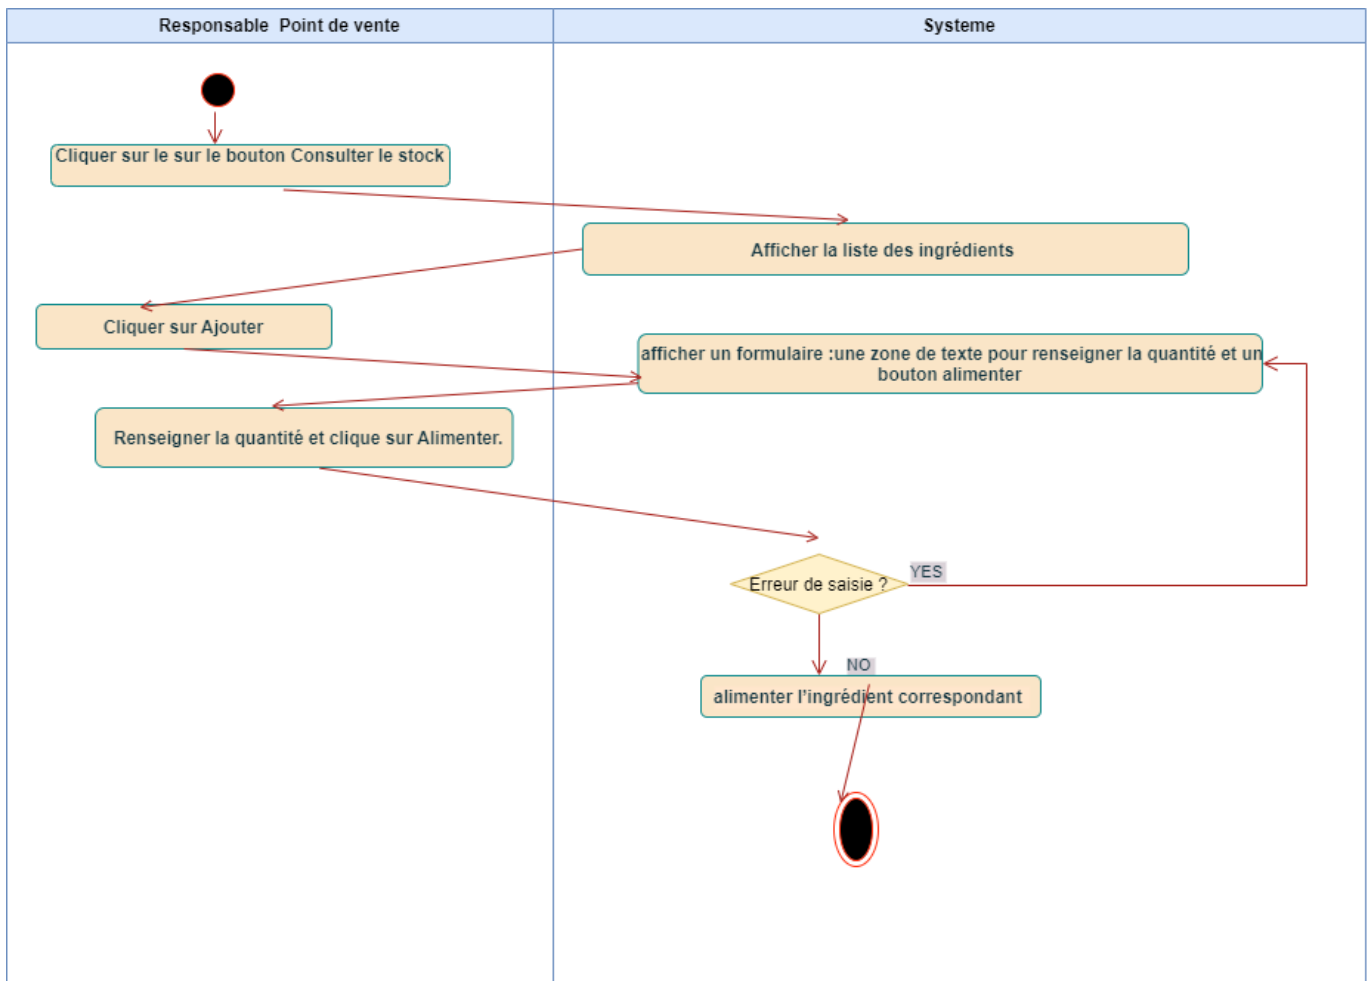 Responsable  Point de vente
Systeme
Cliquer sur le sur le bouton Consulter le stock
Afficher la liste des ingrédients
Cliquer sur Ajouter
afficher un formulaire :une zone de texte pour renseigner la quantité et un
bouton alimenter
Renseigner la quantité et clique sur Alimenter.
Erreur de saisie ?
YES
NO
alimenter l'ingrédient correspondant